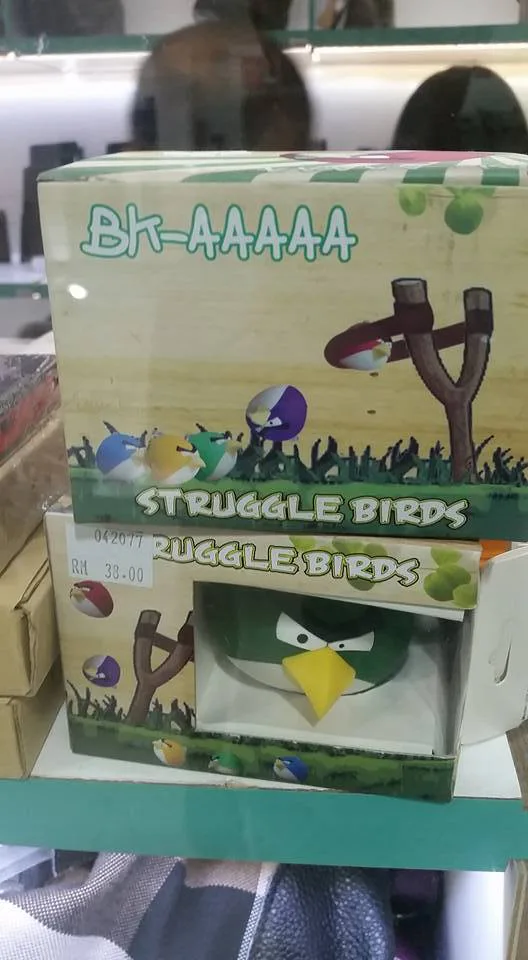 BK-AAAAA
STRUGGLE BIRDS
042077
RM 38.00
RUGGLE BIRDS